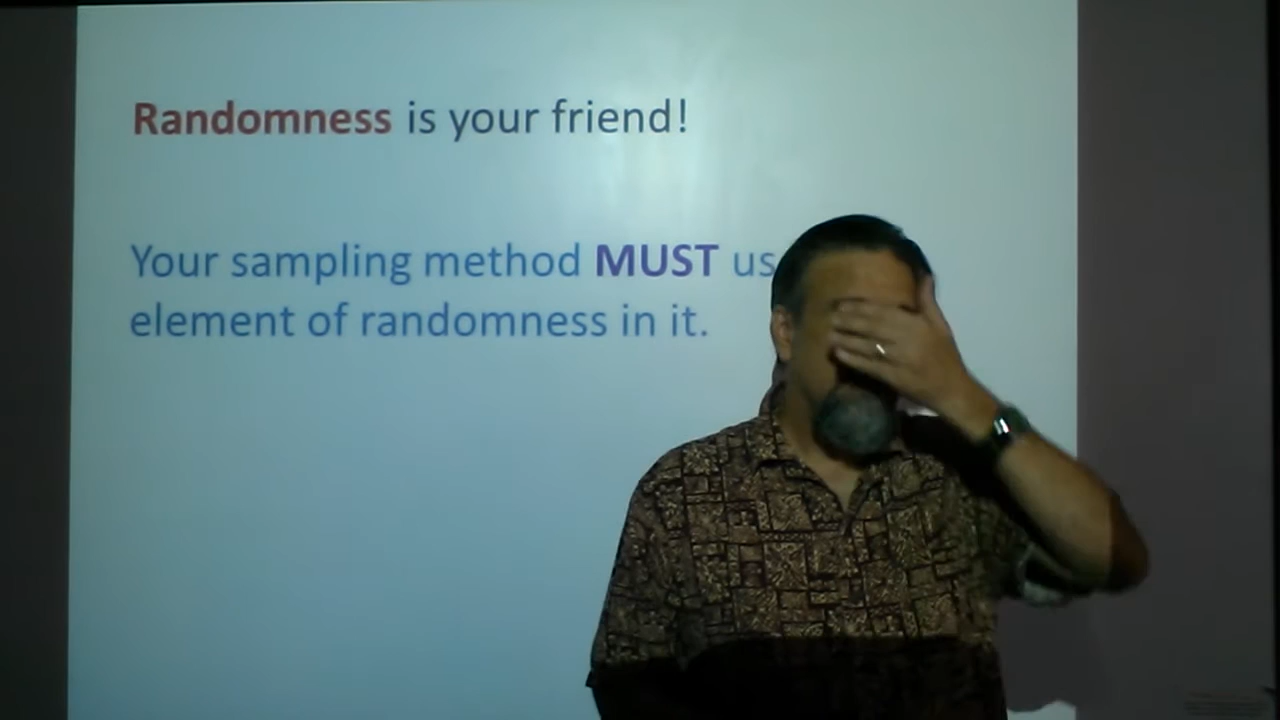 Randomness is your friend!
Your sampling method MUST us
element of randomness in it.